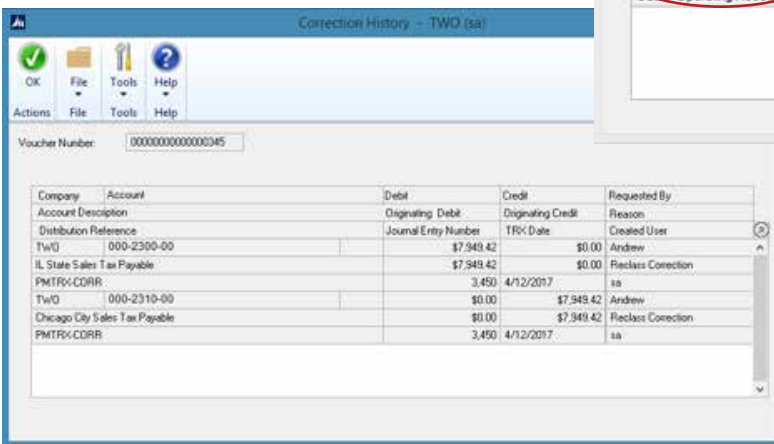 Correction History - TWO (sa)
OK File Tools Help
Actions File Tools Help
Voucher Number: 00000000000000345
Company Account Debit Credit Requested By
Account Description Originating Debit Originating Credit Reason
Distribution Reference Journal Entry Number TRX Date Created User
TWO 000-2300-00 $7,949.42 $0.00 Andrew
IL State Sales Tax Payable $7,949.42 $0.00 Reclass Correction
PMTRX-CORR 3,450 4/12/2017 sa
TWO 000-2310-00 $0.00 $7,949.42 Andrew
Chicago City Sales Tax Payable $0.00 $7,949.42 Reclass Correction
PMTRX-CORR 3,450 4/12/2017 sa